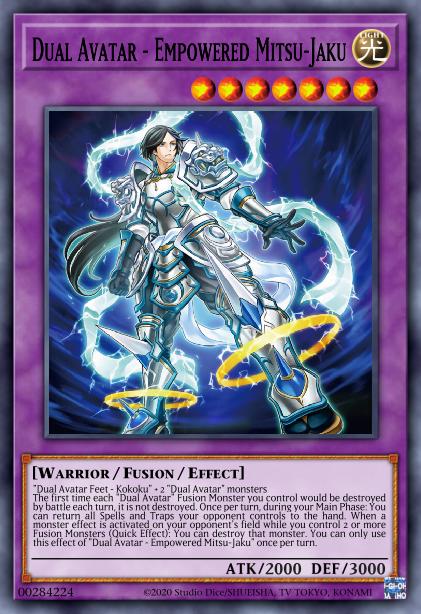 DUAL AVATAR - EMPOWERED MITSU-JAKU
LIGHT
光
[WARRIOR / FUSION / EFFECT]
"Dual Avatar Feet - Kokoku" + 2 "Dual Avatar" monsters
The first time each "Dual Avatar" Fusion Monster you control would be destroyed
by battle each turn, it is not destroyed. Once per turn, during your Main Phase: You
can return all Spells and Traps your opponent controls to the hand. When a
monster effect is activated on your opponent's field while you control 2 or more
Fusion Monsters (Quick Effect): You can destroy that monster. You can only use
this effect of "Dual Avatar - Empowered Mitsu-Jaku" once per turn.
ATK/2000 DEF/3000
00284224
©2020 Studio Dice/SHUEISHA, TV TOKYO, KONAMI